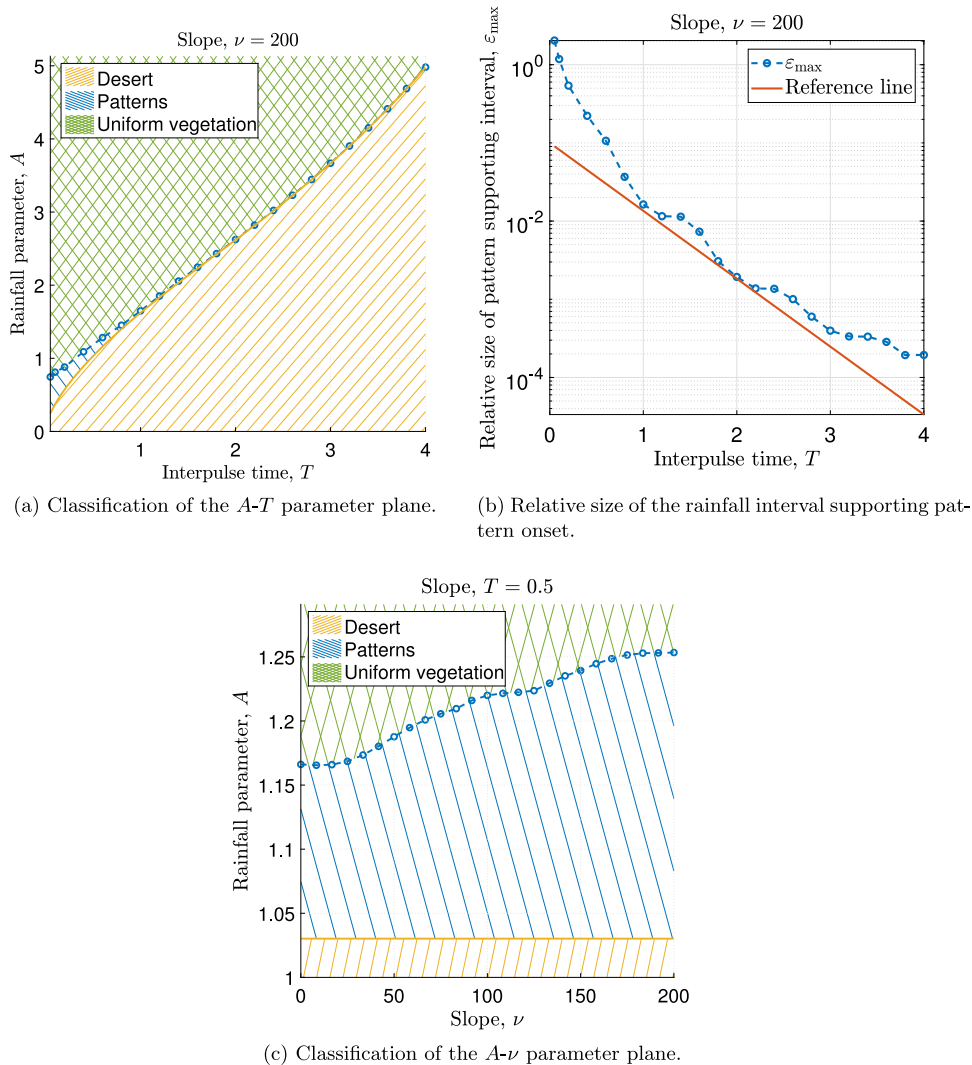 Slope, ν = 200
Desert
Patterns
Uniform vegetation
Rainfall parameter, A
5
4
3
2
1
0
1
2
3
4
Interpulse time, T
(a) Classification of the A-T parameter plane.
Slope, ν = 200
ε_max
Reference line
Relative size of pattern supporting interval, ε_max
10^0
10^-2
10^-4
0
1
2
3
4
Interpulse time, T
(b) Relative size of the rainfall interval supporting pat-
tern onset.
Slope, T = 0.5
Desert
Patterns
Uniform vegetation
Rainfall parameter, A
1.25
1.2
1.15
1.1
1.05
1
0
50
100
150
200
Slope, ν
(c) Classification of the A-ν parameter plane.